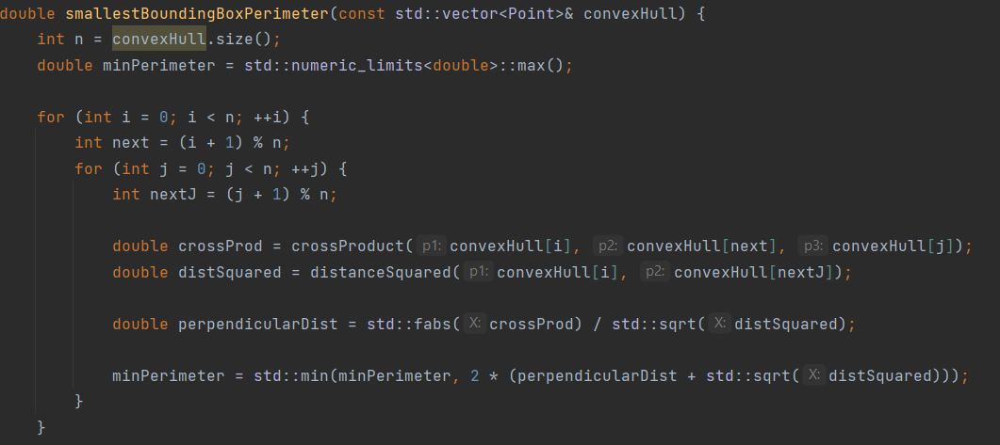 double smallestBoundingBoxPerimeter(const std::vector<Point>& convexHull) {
    int n = convexHull.size();
    double minPerimeter = std::numeric_limits<double>::max();

    for (int i = 0; i < n; ++i) {
        int next = (i + 1) % n;
        for (int j = 0; j < n; ++j) {
            int nextJ = (j + 1) % n;

            double crossProd = crossProduct( p1: convexHull[i], p2: convexHull[next], p3: convexHull[j]);
            double distSquared = distanceSquared( p1: convexHull[i], p2: convexHull[nextJ]);

            double perpendicularDist = std::fabs( X: crossProd) / std::sqrt( X: distSquared);

            minPerimeter = std::min(minPerimeter, 2 * (perpendicularDist + std::sqrt( X: distSquared)));
        }
    }